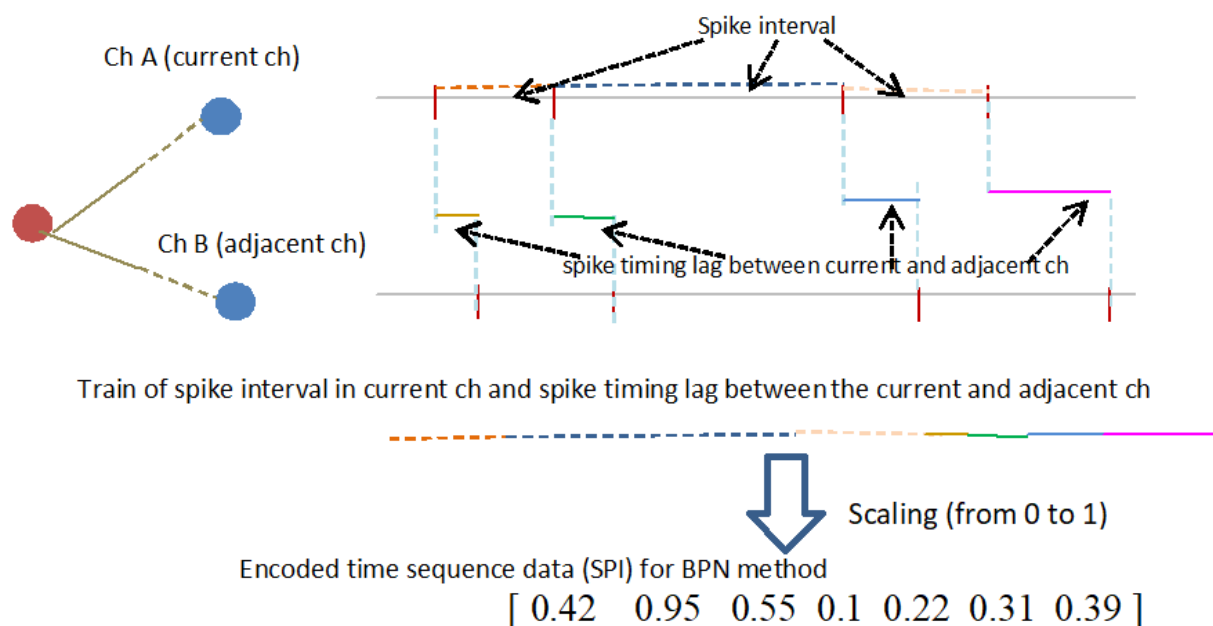 Spike interval
Ch A (current ch)
Ch B (adjacent ch)
spike timing lag between current and adjacent ch
Train of spike interval in current ch and spike timing lag between the current and adjacent ch
Scaling (from 0 to 1)
Encoded time sequence data (SPI) for BPN method
[ 0.42 0.95 0.55 0.1 0.22 0.31 0.39 ]